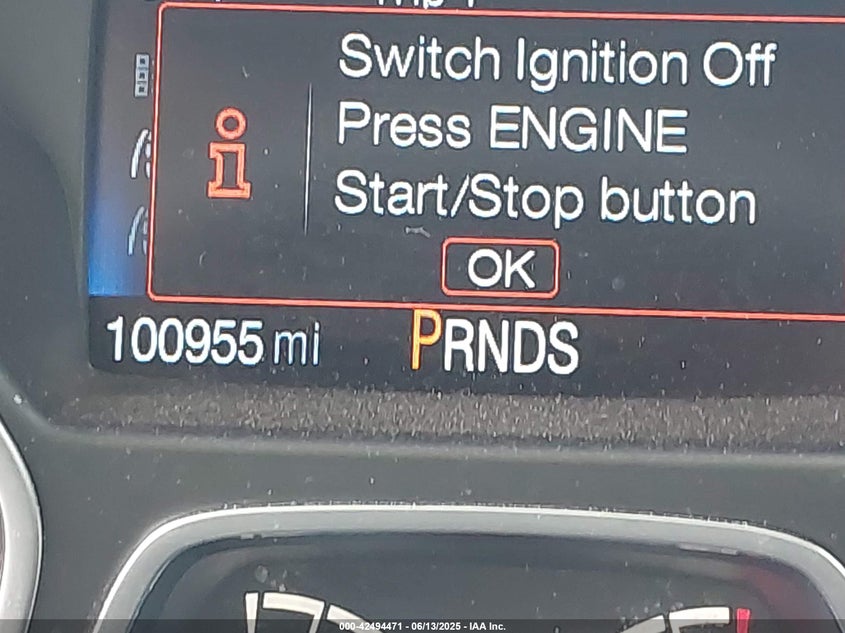 Switch Ignition Off
Press ENGINE
Start/Stop button
OK
100955 mi
PRNDS
000-42494471 - 06/13/2025 - IAA Inc.